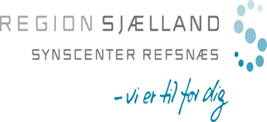 REGION SJÆLLAND
SYNSCENTER REFSNÆS
- vi er til for dig